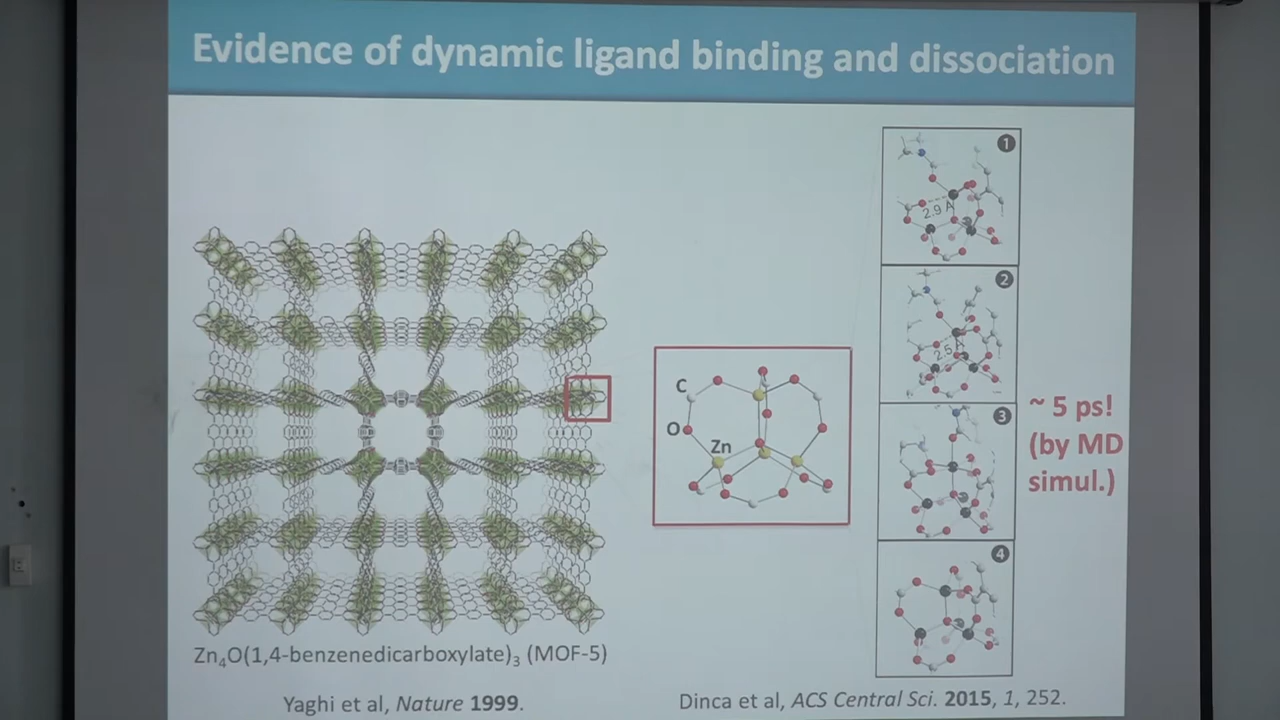 Evidence of dynamic ligand binding and dissociation
1
2.9 Å
2
2.5
3
4
C
O
Zn
~ 5 ps!
(by MD
simul.)
Zn₄O(1,4-benzenedicarboxylate)₃ (MOF-5)
Yaghi et al, Nature 1999.
Dinca et al, ACS Central Sci. 2015, 1, 252.